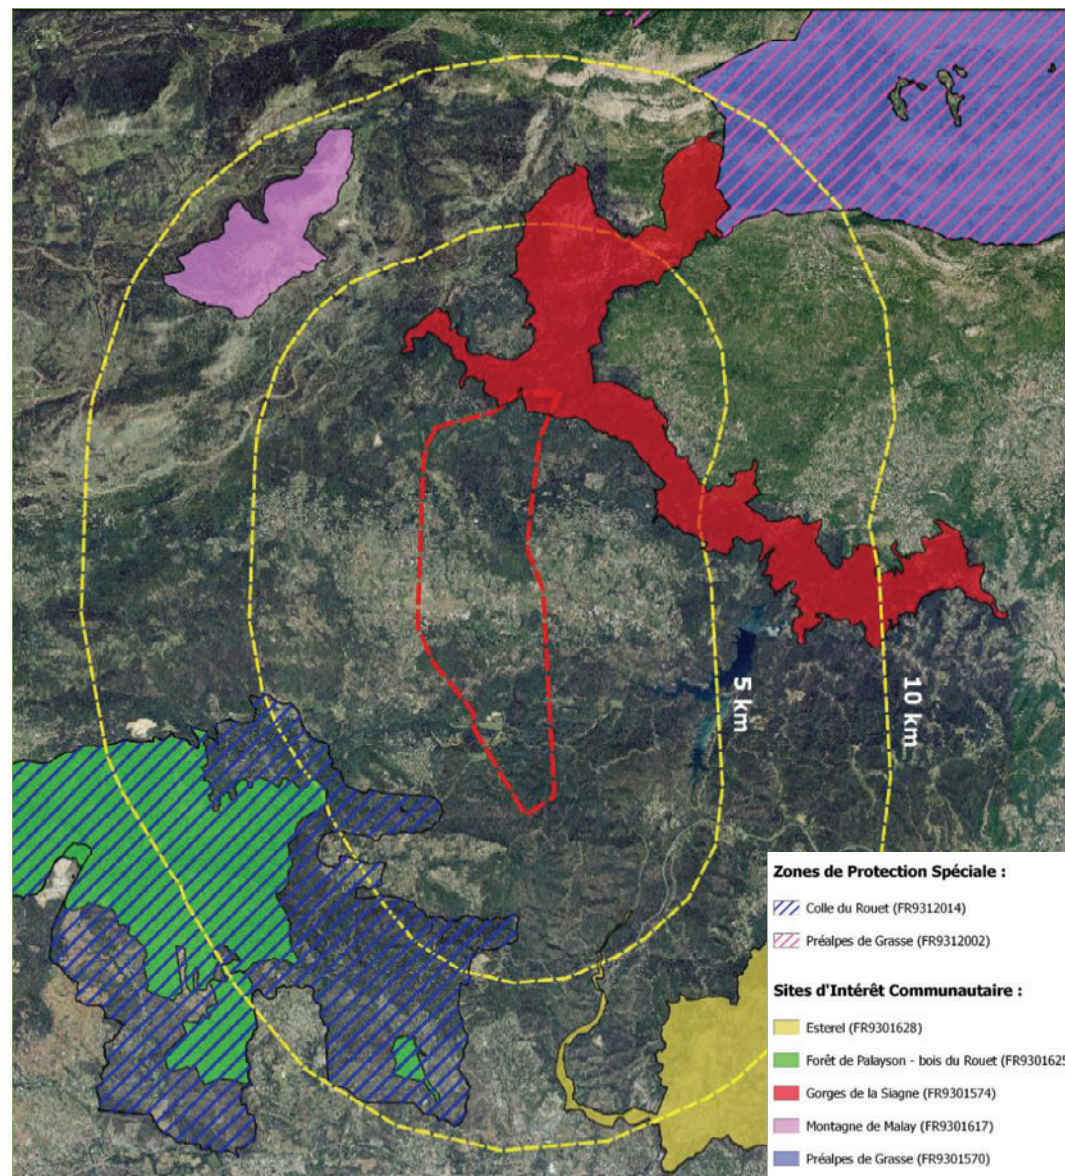 5 km
10 km
Zones de Protection Spéciale :
Colle du Rouet (FR9312014)
Préalpes de Grasse (FR9312002)
Sites d'Intérêt Communautaire :
Esterel (FR9301628)
Forêt de Palayson - bois du Rouet (FR9301625
Gorges de la Siagne (FR9301574)
Montagne de Malay (FR9301617)
Préalpes de Grasse (FR9301570)